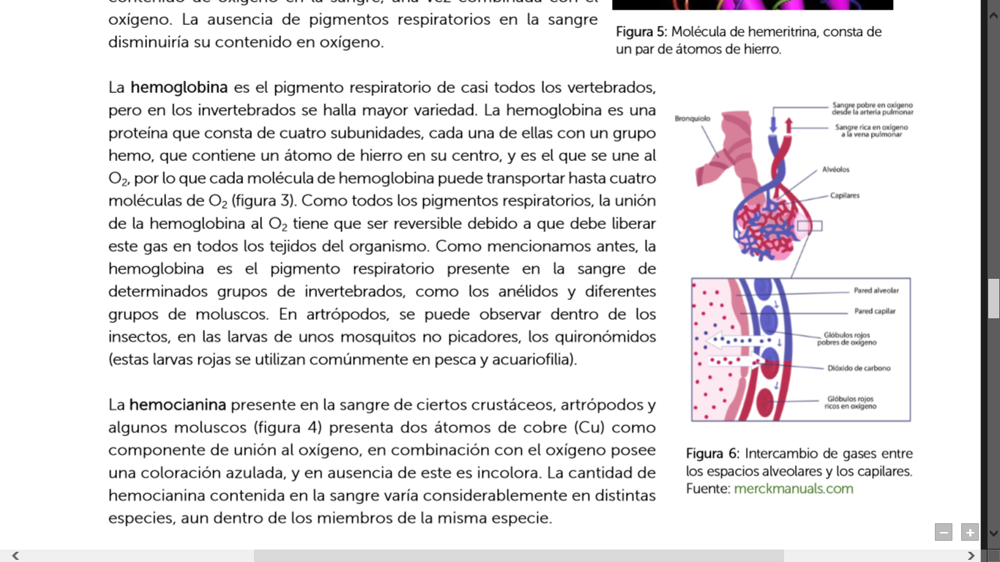 contenido de oxígeno en la sangre, una vez combinada con el
oxígeno. La ausencia de pigmentos respiratorios en la sangre
disminuiría su contenido en oxígeno.
Figura 5: Molécula de hemeritrina, consta de
un par de átomos de hierro.
La hemoglobina es el pigmento respiratorio de casi todos los vertebrados,
pero en los invertebrados se halla mayor variedad. La hemoglobina es una
proteína que consta de cuatro subunidades, cada una de ellas con un grupo
hemo, que contiene un átomo de hierro en su centro, y es el que se une al
O₂, por lo que cada molécula de hemoglobina puede transportar hasta cuatro
moléculas de O₂ (figura 3). Como todos los pigmentos respiratorios, la unión
de la hemoglobina al O₂ tiene que ser reversible debido a que debe liberar
este gas en todos los tejidos del organismo. Como mencionamos antes, la
hemoglobina es el pigmento respiratorio presente en la sangre de
determinados grupos de invertebrados, como los anélidos y diferentes
grupos de moluscos. En artrópodos, se puede observar dentro de los
insectos, en las larvas de unos mosquitos no picadores, los quironómidos
(estas larvas rojas se utilizan comúnmente en pesca y acuariofilia).
La hemocianina presente en la sangre de ciertos crustáceos, artrópodos y
algunos moluscos (figura 4) presenta dos átomos de cobre (Cu) como
componente de unión al oxígeno, en combinación con el oxígeno posee
una coloración azulada, y en ausencia de este es incolora. La cantidad de
hemocianina contenida en la sangre varía considerablemente en distintas
especies, aun dentro de los miembros de la misma especie.
Bronquiolo
Sangre pobre en oxígeno
desde la arteria pulmonar
Sangre rica en oxígeno
a la vena pulmonar
Alvéolos
Capilares
Pared alveolar
Pared capilar
Glóbulos rojos
pobres de oxígeno
Dióxido de carbono
Glóbulos rojos
ricos en oxígeno
Figura 6: Intercambio de gases entre
los espacios alveolares y los capilares.
Fuente: merckmanuals.com